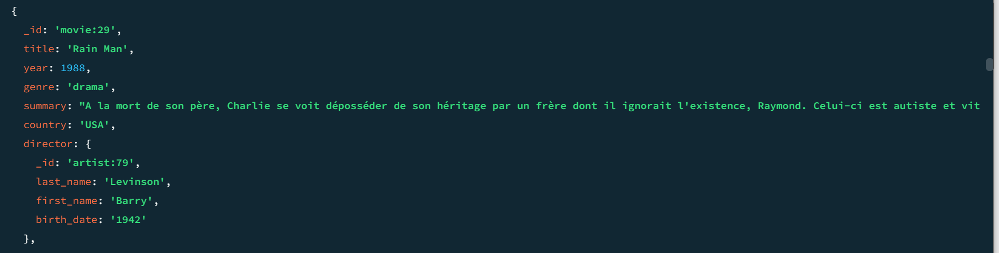 {
_id: 'movie:29',
title: 'Rain Man',
year: 1988,
genre: 'drama',
summary: "A la mort de son père, Charlie se voit déposséder de son héritage par un frère dont il ignorait l'existence, Raymond. Celui-ci est autiste et vit
country: 'USA',
director: {
_id: 'artist:79',
last_name: 'Levinson',
first_name: 'Barry',
birth_date: '1942'
},